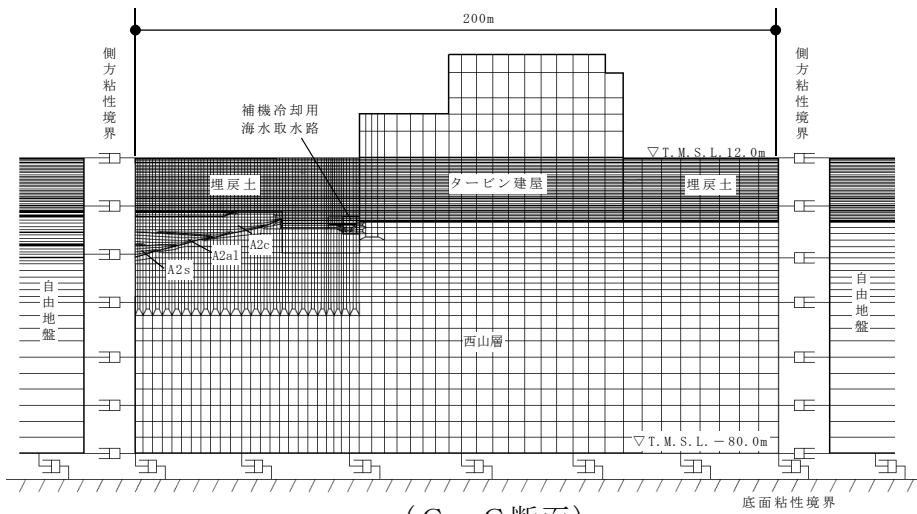 200m
側方粘性境界
側方粘性境界
補機冷却用
海水取水路
▽T.M.S.L.12.0m
埋戻土
タービン建屋
埋戻土
A2c
A2al
A2s
自由地盤
自由地盤
西山層
▽T.M.S.L.－80.0m
底面粘性境界